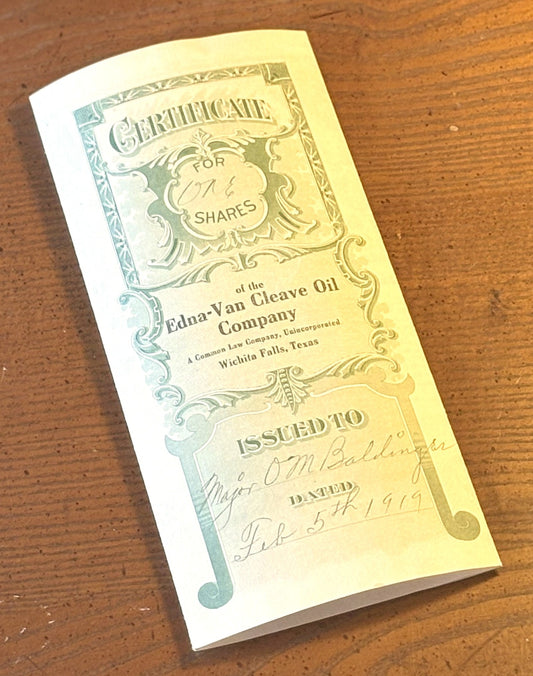 CERTIFICATE
FOR
ONE
SHARES
of the
Edna-Van Cleave Oil
Company
A Common Law Company, Unincorporated
Wichita Falls, Texas
ISSUED TO
Major O M Baldinger
DATED
Feb 5th 1919